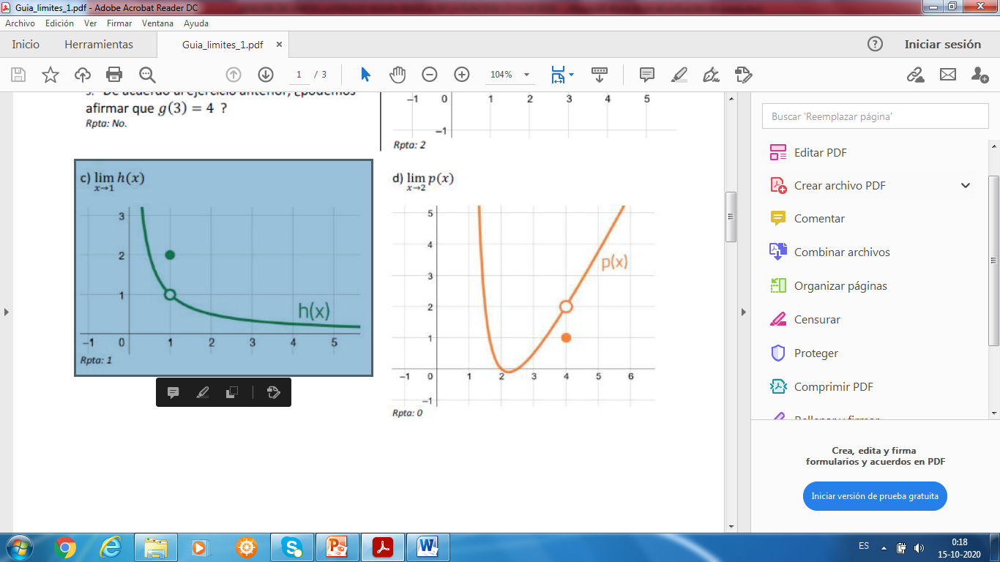 Guia_limites_1.pdf - Adobe Acrobat Reader DC
Archivo Edición Ver Firmar Ventana Ayuda
Inicio Herramientas Guia_limites_1.pdf × ? Iniciar sesión
1 / 3 104%
3. De acuerdo al ejercicio anterior, ¿podemos
afirmar que g(3) = 4 ?
Rpta: No.
−1 0 1 2 3 4 5
−1
Rpta: 2
c) lim h(x)
x→1
3
2
1
h(x)
−1 0 1 2 3 4 5
Rpta: 1
d) lim p(x)
x→2
5
4
p(x)
3
2
1
−1 0 1 2 3 4 5 6
−1
Rpta: 0
Buscar 'Reemplazar página'
Editar PDF
Crear archivo PDF
Comentar
Combinar archivos
Organizar páginas
Censurar
Proteger
Comprimir PDF
Rellenar y firmar
Crea, edita y firma
formularios y acuerdos en PDF
Iniciar versión de prueba gratuita
ES 0:18
15-10-2020